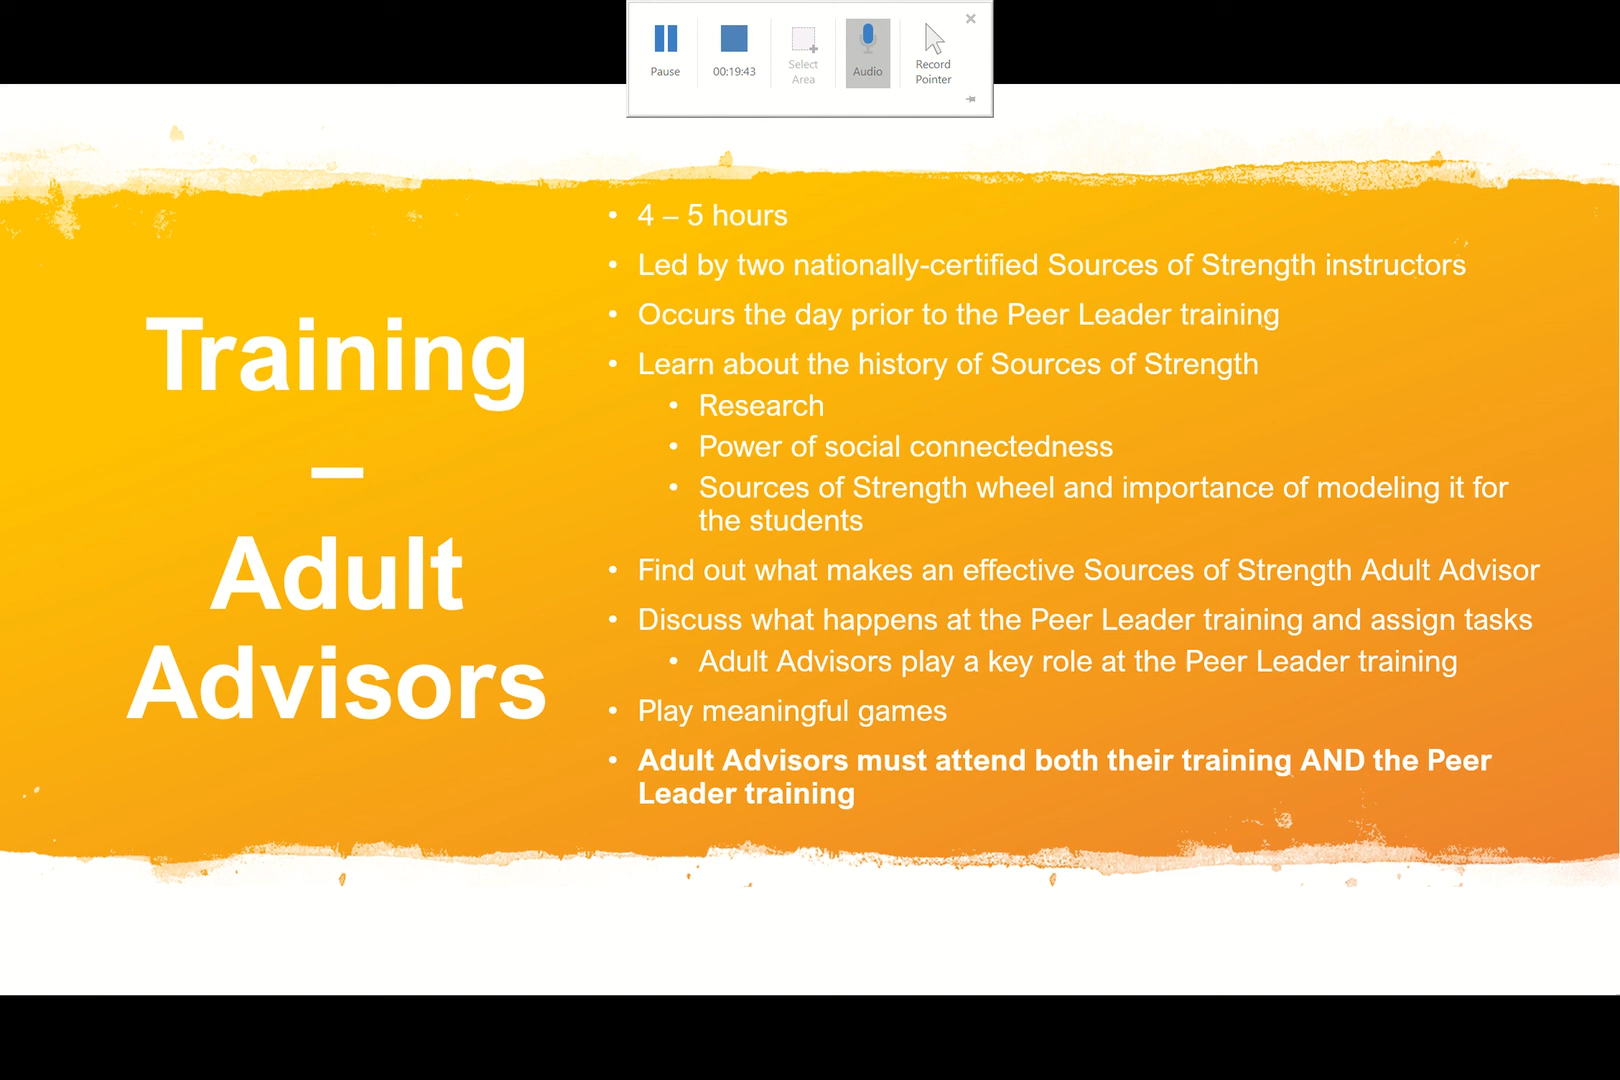 Pause
00:19:43
Select
Area
Audio
Record
Pointer
Training
–
Adult
Advisors
• 4 – 5 hours
• Led by two nationally-certified Sources of Strength instructors
• Occurs the day prior to the Peer Leader training
• Learn about the history of Sources of Strength
• Research
• Power of social connectedness
• Sources of Strength wheel and importance of modeling it for
the students
• Find out what makes an effective Sources of Strength Adult Advisor
• Discuss what happens at the Peer Leader training and assign tasks
• Adult Advisors play a key role at the Peer Leader training
• Play meaningful games
• Adult Advisors must attend both their training AND the Peer
Leader training